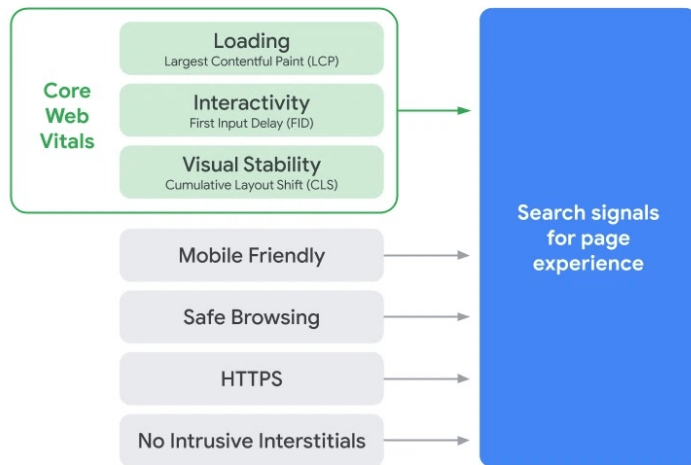 Core
Web
Vitals
Loading
Largest Contentful Paint (LCP)
Interactivity
First Input Delay (FID)
Visual Stability
Cumulative Layout Shift (CLS)
Mobile Friendly
Safe Browsing
HTTPS
No Intrusive Interstitials
Search signals
for page
experience